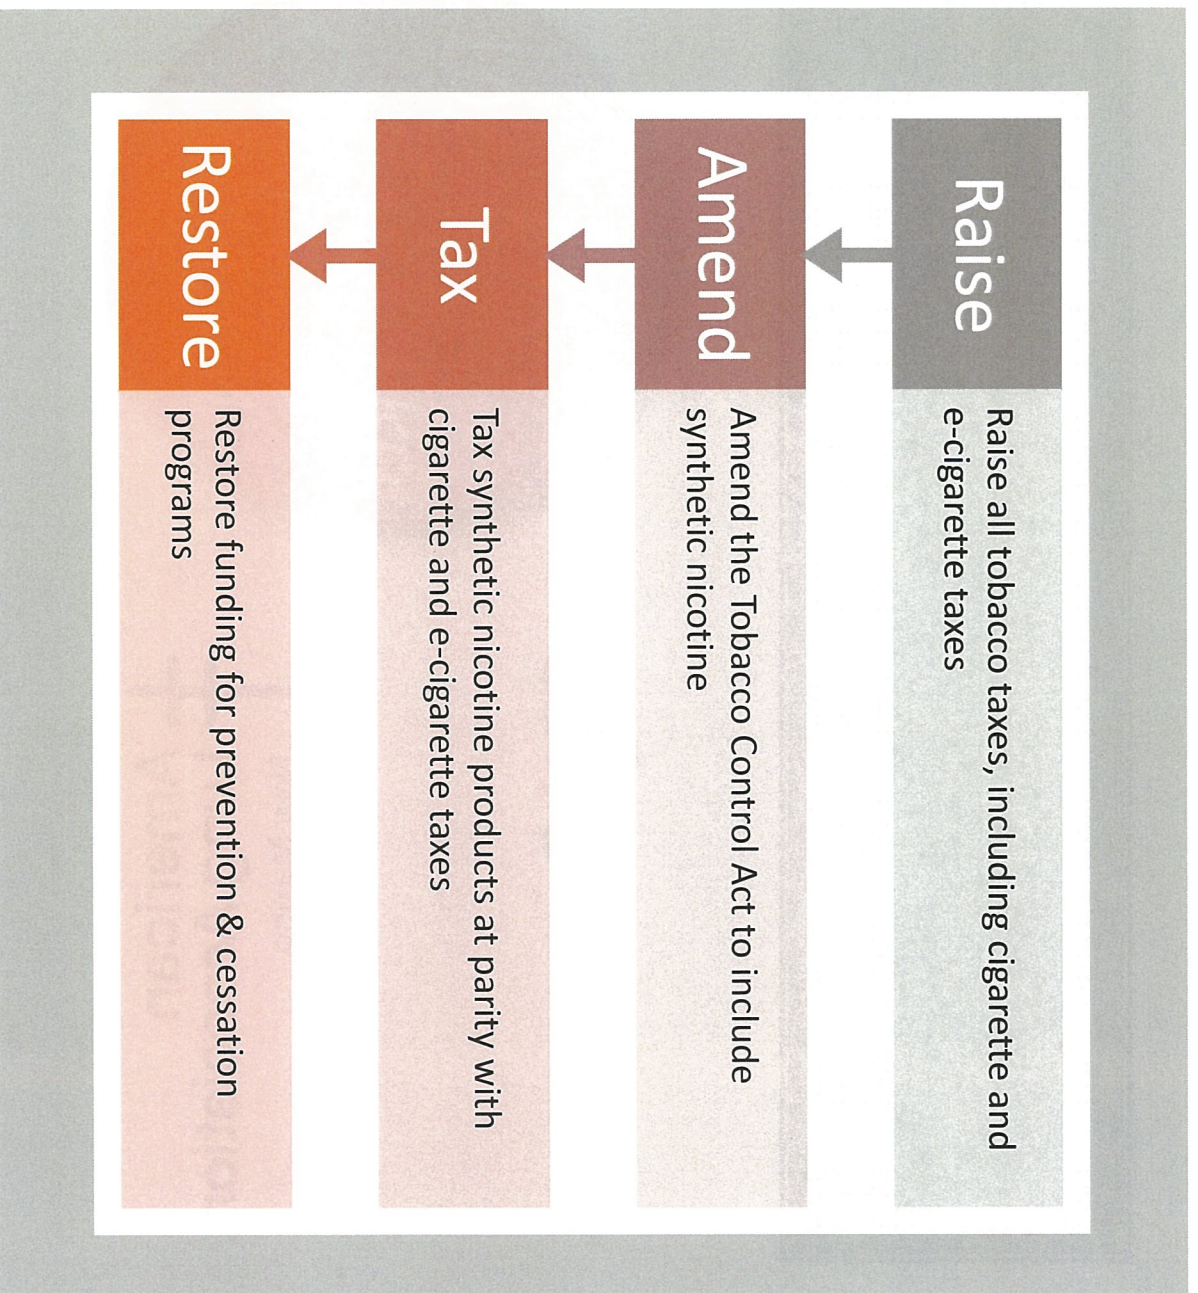 Raise
Raise all tobacco taxes, including cigarette and
e-cigarette taxes
Amend
Amend the Tobacco Control Act to include
synthetic nicotine
Tax
Tax synthetic nicotine products at parity with
cigarette and e-cigarette taxes
Restore
Restore funding for prevention & cessation
programs